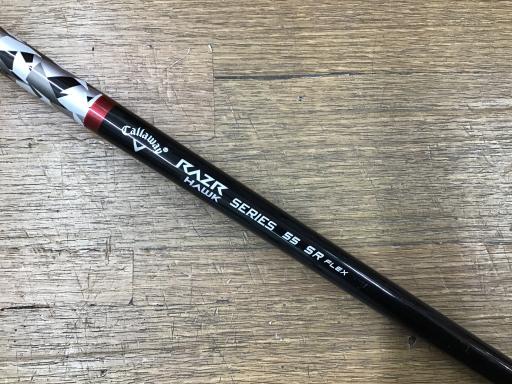 Callaway®
RAZR
HAWK
SERIES 55 SR FLEX